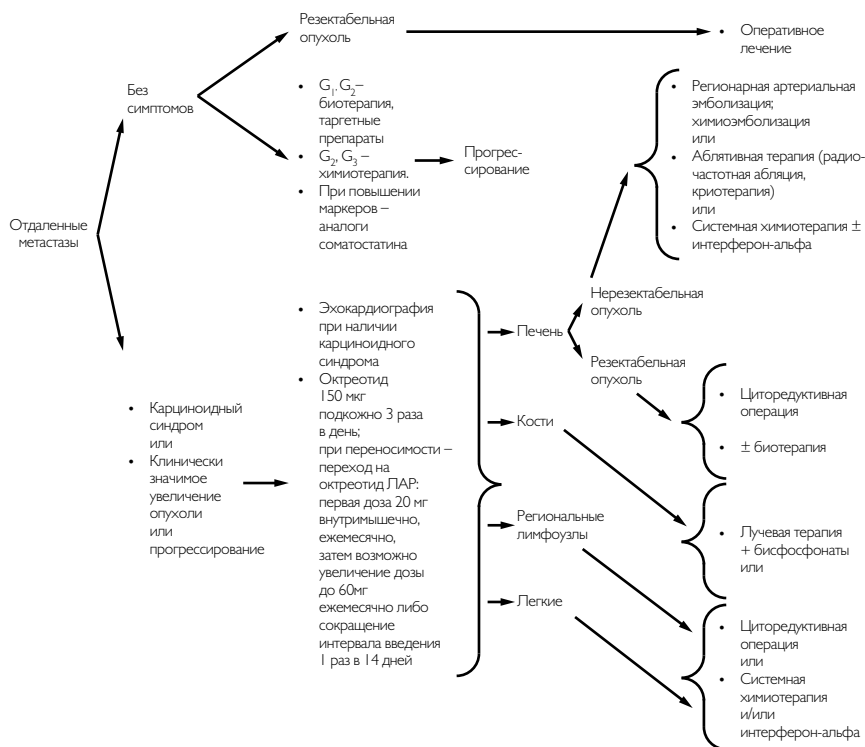 Резектабельная
опухоль
• Оперативное
лечение
Без
симптомов
• G₁. G₂–
биотерапия,
таргетные
препараты
• G₂, G₃ –
химиотерапия.
• При повышении
маркеров –
аналоги
соматостатина
Прогрес-
сирование
• Регионарная артериальная
эмболизация;
химиоэмболизация
или
• Аблятивная терапия (радио-
частотная абляция,
криотерапия)
или
• Системная химиотерапия ±
интерферон-альфа
Отдаленные
метастазы
• Карциноидный
синдром
или
• Клинически
значимое
увеличение
опухоли
или
прогрессирование
• Эхокардиография
при наличии
карциноидного
синдрома
• Октреотид
150 мкг
подкожно 3 раза
в день;
при переносимости –
переход на
октреотид ЛАР:
первая доза 20 мг
внутримышечно,
ежемесячно,
затем возможно
увеличение дозы
до 60мг
ежемесячно либо
сокращение
интервала введения
1 раз в 14 дней
Печень
Нерезектабельная
опухоль
Резектабельная
опухоль
• Циторедуктивная
операция
• ± биотерапия
Кости
• Лучевая терапия
+ бисфосфонаты
или
Региональные
лимфоузлы
Легкие
• Циторедуктивная
операция
или
• Системная
химиотерапия
и/или
интерферон-альфа